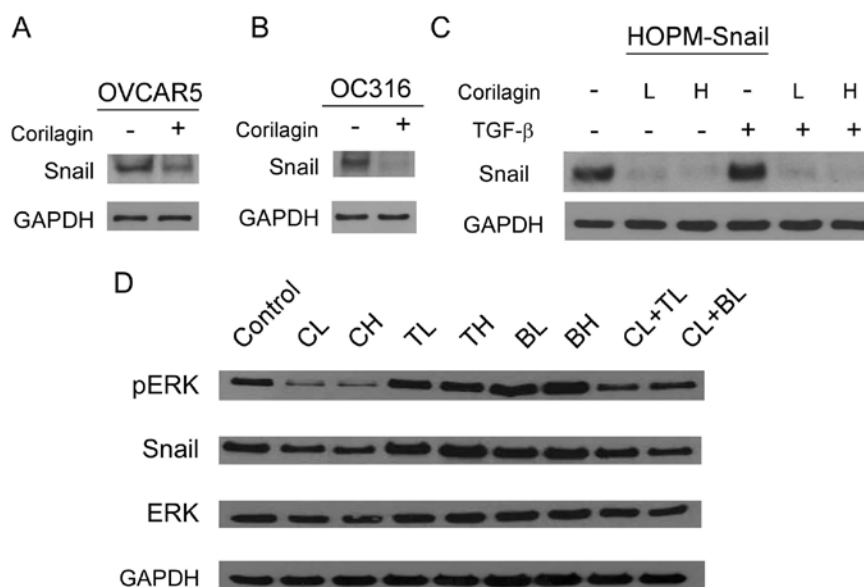 A
OVCAR5
Corilagin - +
Snail
GAPDH
B
OC316
Corilagin - +
Snail
GAPDH
C
HOPM-Snail
Corilagin - L H - L H
TGF-β - - - + + +
Snail
GAPDH
D
Control CL CH TL TH BL BH CL+TL CL+BL
pERK
Snail
ERK
GAPDH